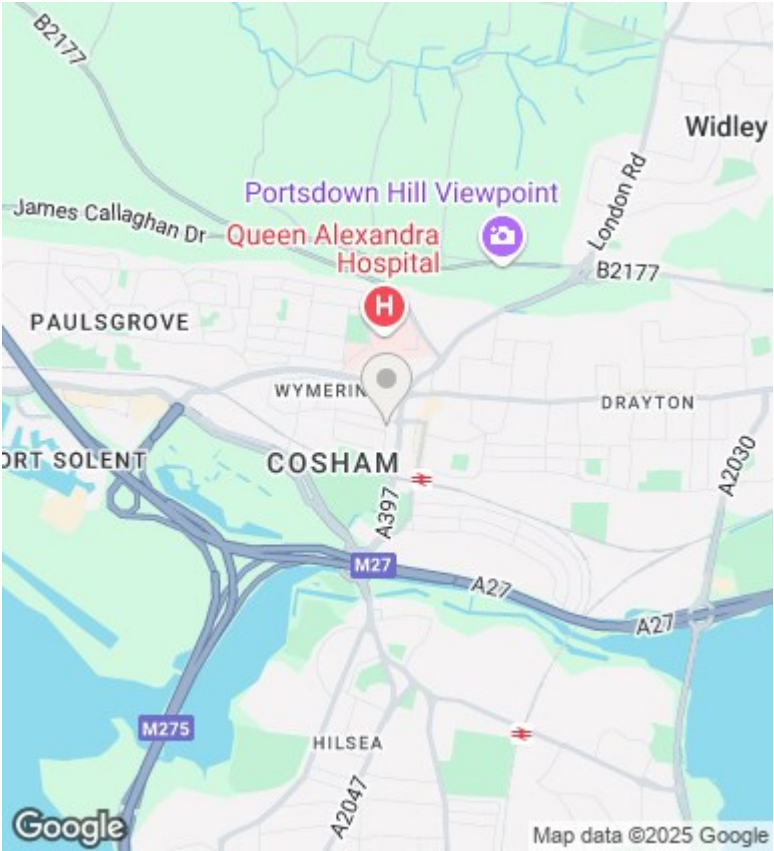 B2177
Widley
London Rd
Portsdown Hill Viewpoint
James Callaghan Dr
Queen Alexandra
Hospital
H
B2177
PAULSGROVE
WYMERIN
DRAYTON
ORT SOLENT
COSHAM
A2030
A397
M27
A27
A27
M275
HILSEA
A2047
Google
Map data ©2025 Google